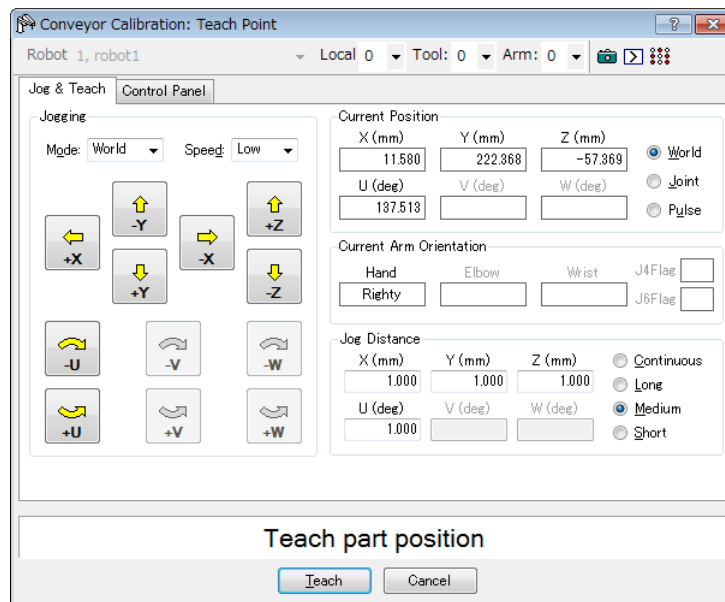 Conveyor Calibration: Teach Point
Robot 1, robot1 Local 0 Tool: 0 Arm: 0
Jog & Teach Control Panel
Jogging
Mode: World Speed: Low
-Y
+Z
+X
-X
+Y
-Z
-U
-V
-W
+U
+V
+W
Current Position
X (mm) Y (mm) Z (mm)
11.580 222.368 -57.369
U (deg) V (deg) W (deg)
137.513
World
Joint
Pulse
Current Arm Orientation
Hand Elbow Wrist J4Flag
Righty J6Flag
Jog Distance
X (mm) Y (mm) Z (mm)
1.000 1.000 1.000
U (deg) V (deg) W (deg)
1.000
Continuous
Long
Medium
Short
Teach part position
Teach Cancel